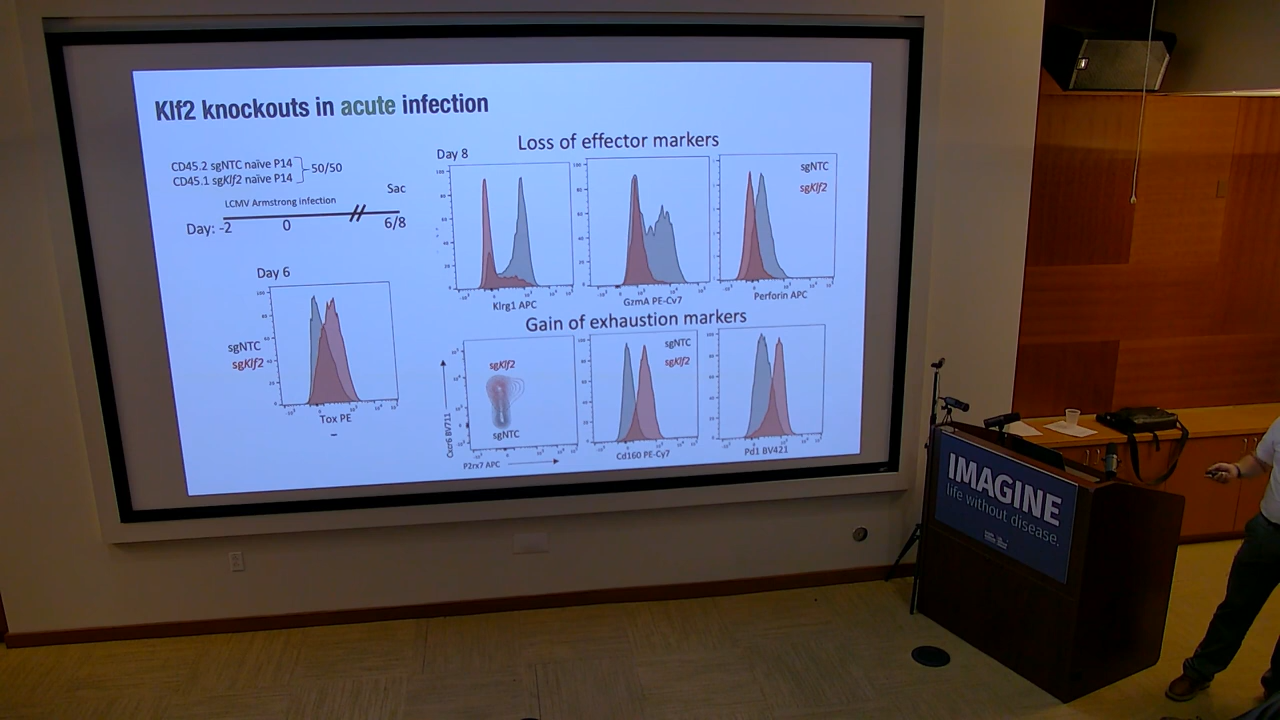 Klf2 knockouts in acute infection
CD45.2 sgNTC naïve P14
CD45.1 sgKlf2 naïve P14
50/50
LCMV Armstrong infection
Sac
Day: -2
0
6/8
Day 6
sgNTC
sgKlf2
Tox PE
Day 8
Loss of effector markers
sgNTC
sgKlf2
Klrg1 APC
GzmA PE-Cv7
Perforin APC
Gain of exhaustion markers
sgKlf2
sgNTC
Cxcr6 BV711
P2rx7 APC
sgNTC
sgKlf2
Cd160 PE-Cy7
Pd1 BV421
IMAGINE
life without disease.